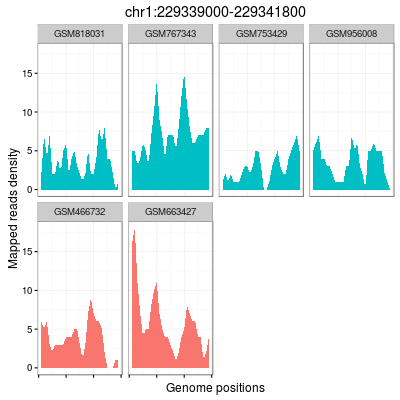 chr1:229339000-229341800
GSM818031 GSM767343 GSM753429 GSM956008
15
10
5
0
GSM466732 GSM663427
15
10
5
0
Mapped reads density
Genome positions